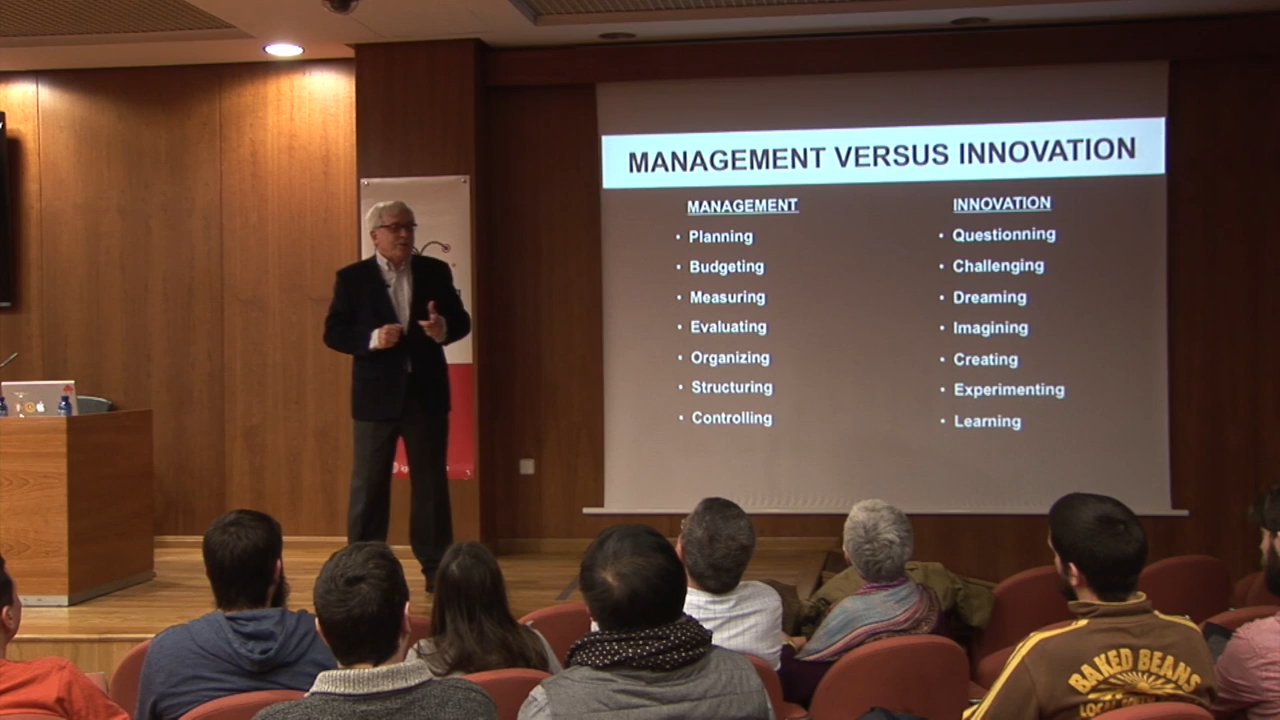 MANAGEMENT VERSUS INNOVATION
MANAGEMENT
• Planning
• Budgeting
• Measuring
• Evaluating
• Organizing
• Structuring
• Controlling
INNOVATION
• Questionning
• Challenging
• Dreaming
• Imagining
• Creating
• Experimenting
• Learning
BAKED BEANS
LOCAL